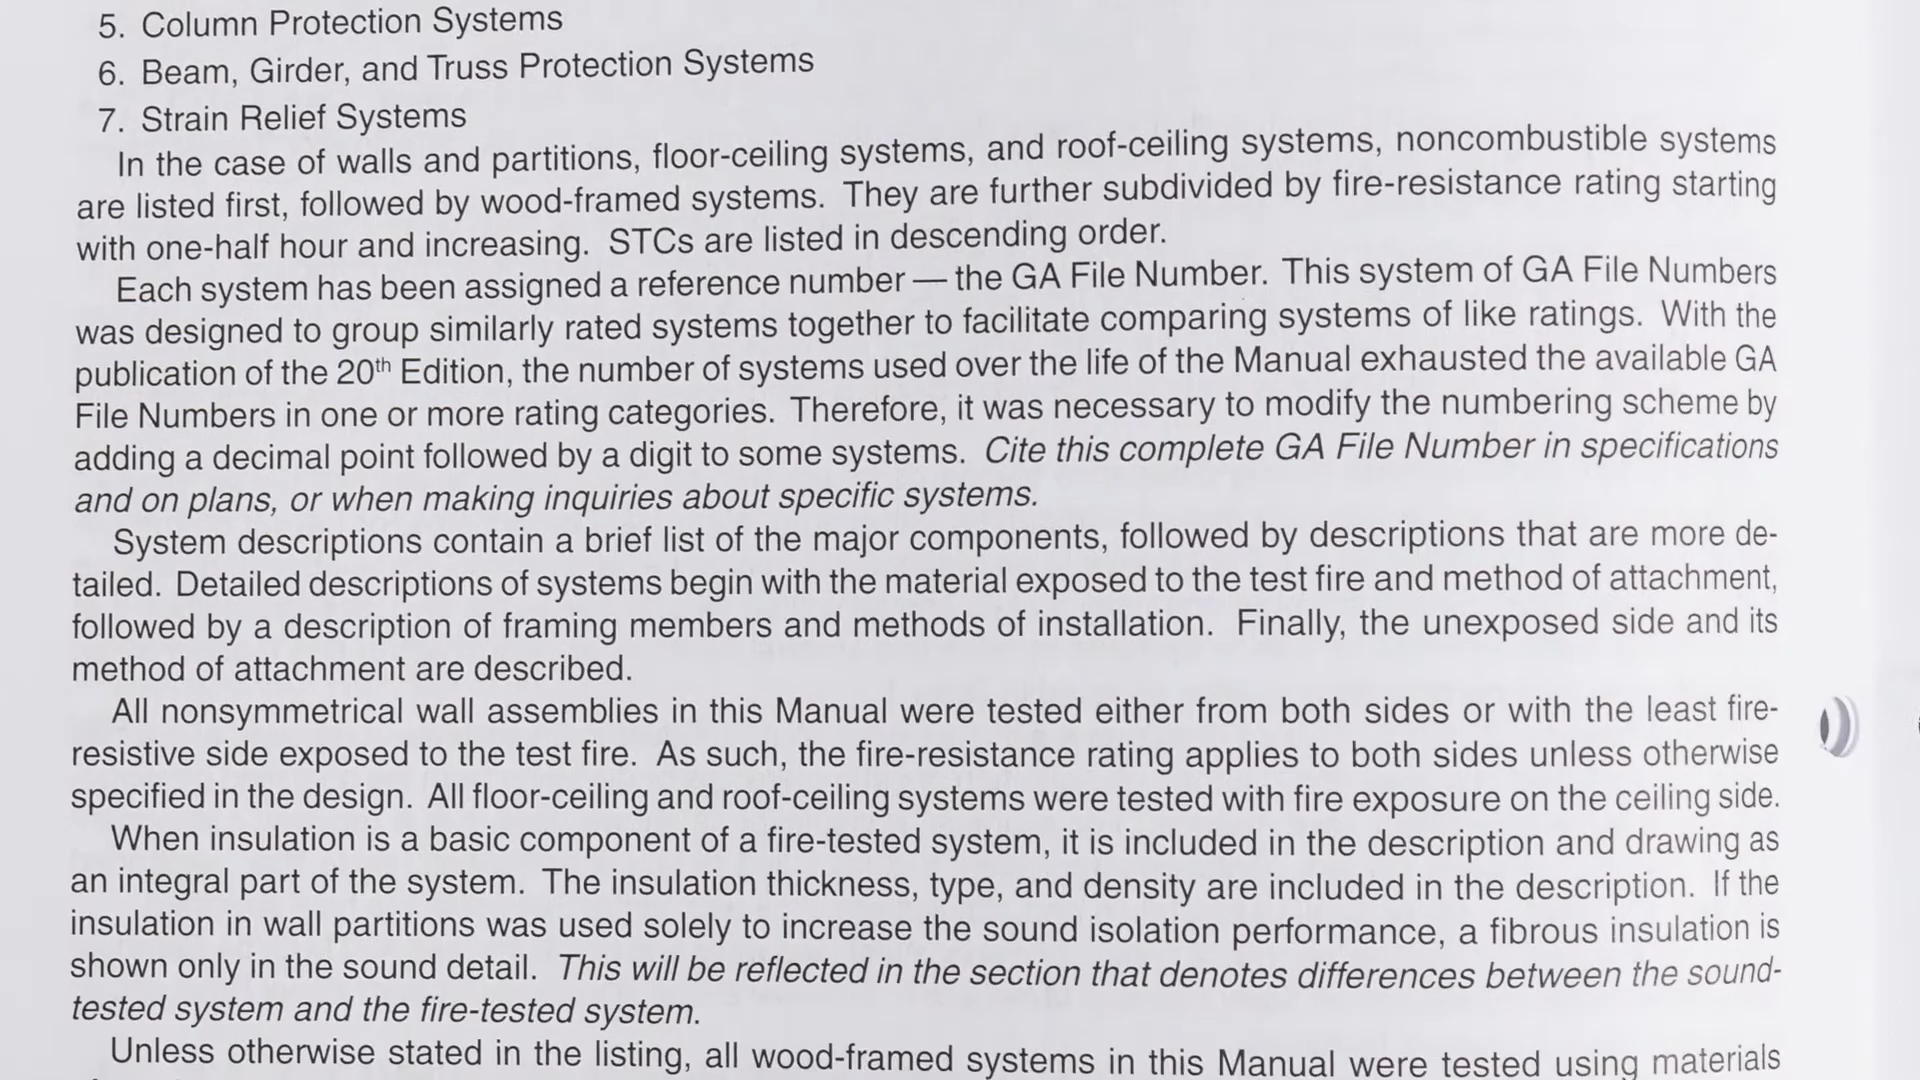 5. Column Protection Systems
6. Beam, Girder, and Truss Protection Systems
7. Strain Relief Systems
In the case of walls and partitions, floor-ceiling systems, and roof-ceiling systems, noncombustible systems
are listed first, followed by wood-framed systems. They are further subdivided by fire-resistance rating starting
with one-half hour and increasing. STCs are listed in descending order.
Each system has been assigned a reference number — the GA File Number. This system of GA File Numbers
was designed to group similarly rated systems together to facilitate comparing systems of like ratings. With the
publication of the 20th Edition, the number of systems used over the life of the Manual exhausted the available GA
File Numbers in one or more rating categories. Therefore, it was necessary to modify the numbering scheme by
adding a decimal point followed by a digit to some systems. Cite this complete GA File Number in specifications
and on plans, or when making inquiries about specific systems.
System descriptions contain a brief list of the major components, followed by descriptions that are more de-
tailed. Detailed descriptions of systems begin with the material exposed to the test fire and method of attachment,
followed by a description of framing members and methods of installation. Finally, the unexposed side and its
method of attachment are described.
All nonsymmetrical wall assemblies in this Manual were tested either from both sides or with the least fire-
resistive side exposed to the test fire. As such, the fire-resistance rating applies to both sides unless otherwise
specified in the design. All floor-ceiling and roof-ceiling systems were tested with fire exposure on the ceiling side.
When insulation is a basic component of a fire-tested system, it is included in the description and drawing as
an integral part of the system. The insulation thickness, type, and density are included in the description. If the
insulation in wall partitions was used solely to increase the sound isolation performance, a fibrous insulation is
shown only in the sound detail. This will be reflected in the section that denotes differences between the sound-
tested system and the fire-tested system.
Unless otherwise stated in the listing, all wood-framed systems in this Manual were tested using materials